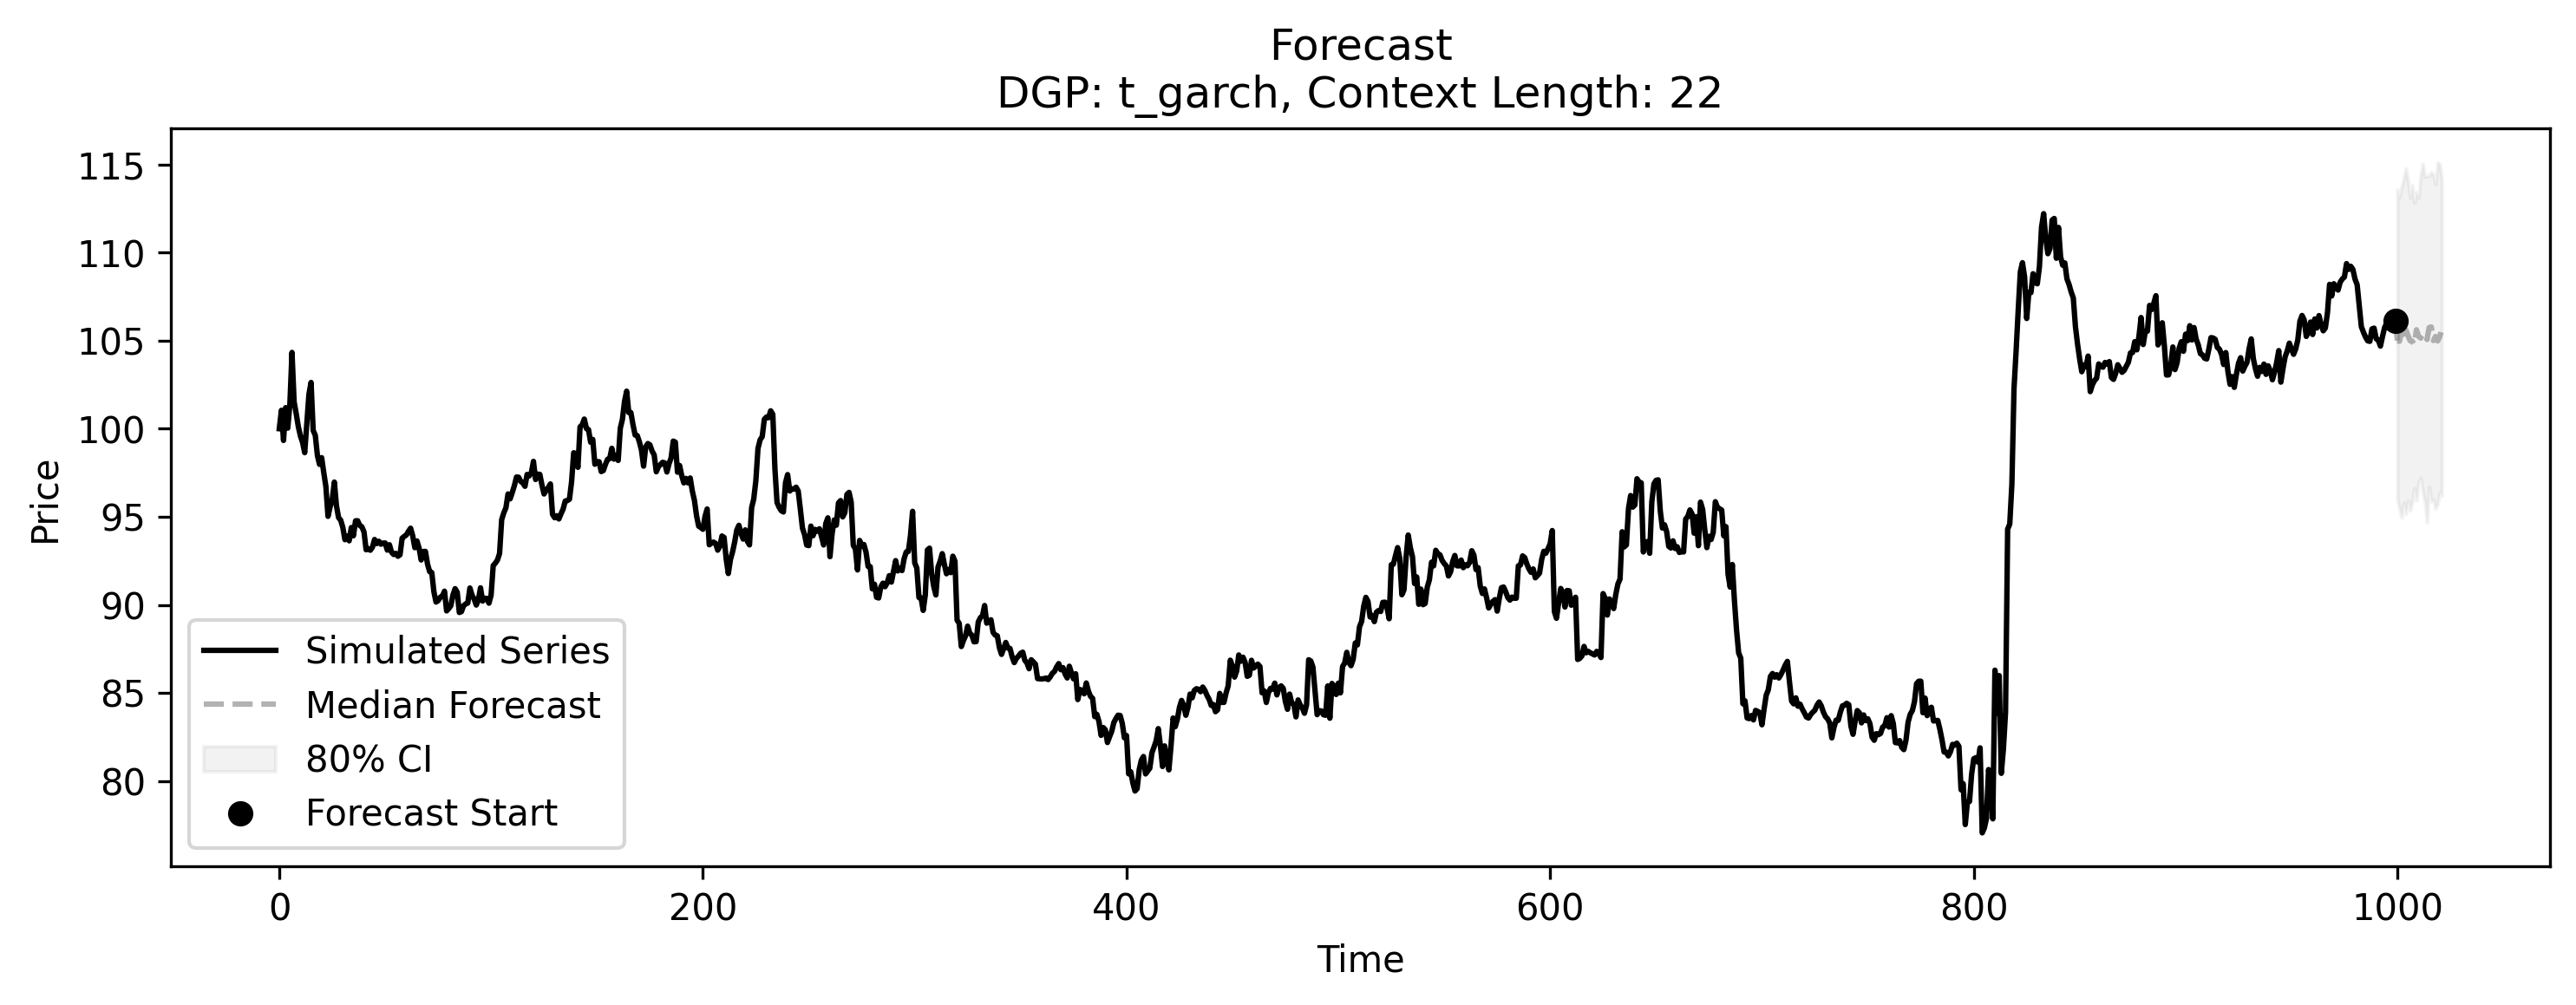 Forecast
DGP: t_garch, Context Length: 22
Price
115
110
105
100
95
90
85
80
Simulated Series
Median Forecast
80% CI
Forecast Start
0
200
400
600
800
1000
Time